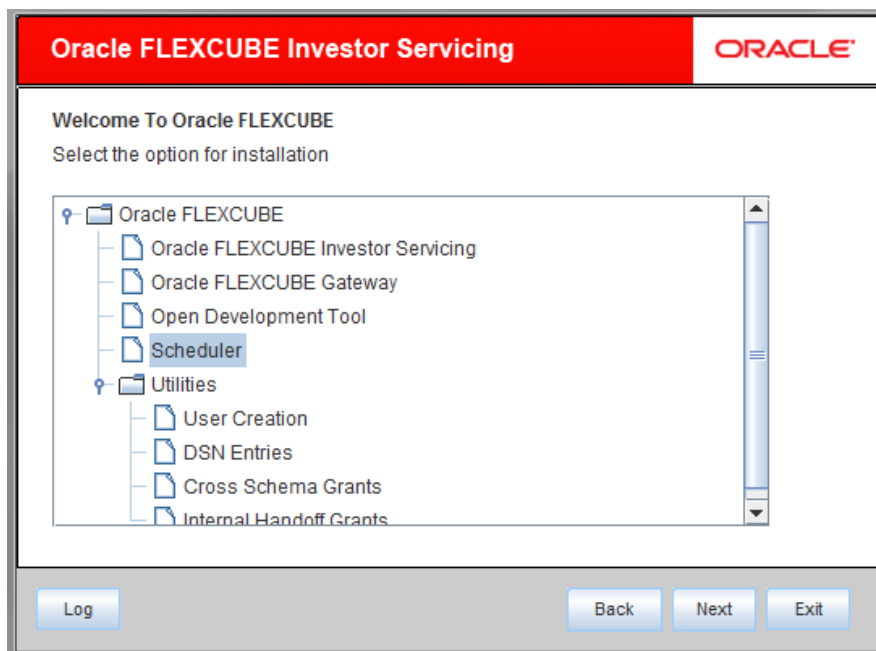 Oracle FLEXCUBE Investor Servicing
ORACLE
Welcome To Oracle FLEXCUBE
Select the option for installation
Oracle FLEXCUBE
Oracle FLEXCUBE Investor Servicing
Oracle FLEXCUBE Gateway
Open Development Tool
Scheduler
Utilities
User Creation
DSN Entries
Cross Schema Grants
Internal Handoff Grants
Log
Back
Next
Exit